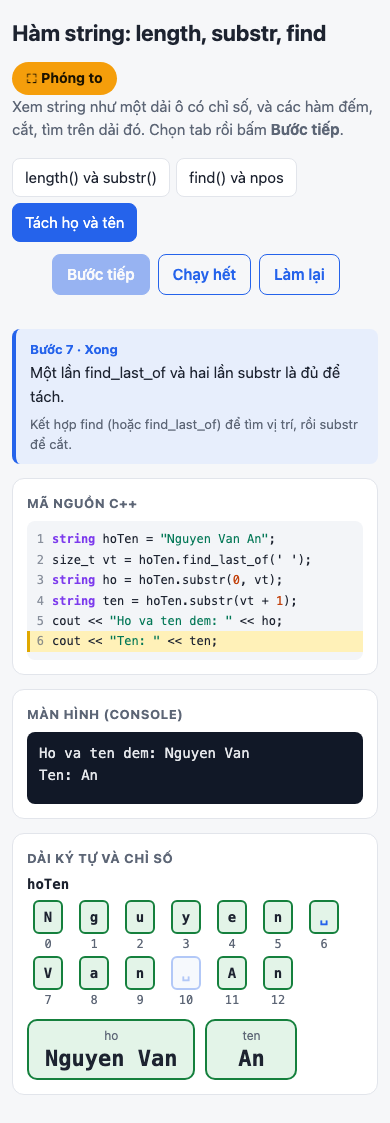 Hàm string: length, substr, find
⛶ Phóng to
Xem string như một dải ô có chỉ số, và các hàm đếm,
cắt, tìm trên dải đó. Chọn tab rồi bấm Bước tiếp.
length() và substr()
find() và npos
Tách họ và tên
Bước tiếp
Chạy hết
Làm lại
Bước 7 · Xong
Một lần find_last_of và hai lần substr là đủ để
tách.
Kết hợp find (hoặc find_last_of) để tìm vị trí, rồi substr
để cắt.
MÃ NGUỒN C++
1 string hoTen = "Nguyen Van An";
2 size_t vt = hoTen.find_last_of(' ');
3 string ho = hoTen.substr(0, vt);
4 string ten = hoTen.substr(vt + 1);
5 cout << "Ho va ten dem: " << ho;
6 cout << "Ten: " << ten;
MÀN HÌNH (CONSOLE)
Ho va ten dem: Nguyen Van
Ten: An
DẢI KÝ TỰ VÀ CHỈ SỐ
hoTen
N g u y e n ␣
0 1 2 3 4 5 6
V a n ␣ A n
7 8 9 10 11 12
ho ten
Nguyen Van An